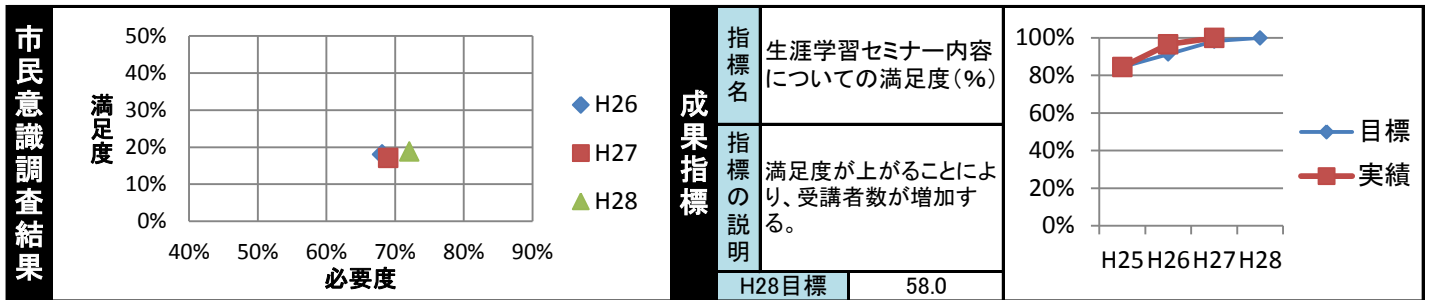 市民意識調査結果
50%
40%
30%
20%
10%
0%
満足度
40% 50% 60% 70% 80% 90%
必要度
H26
H27
H28
成果指標
指標名
生涯学習セミナー内容
についての満足度(%)
指標の説明
満足度が上がることによ
り、受講者数が増加す
る。
H28目標 58.0
100%
80%
60%
40%
20%
0%
H25 H26 H27 H28
目標
実績